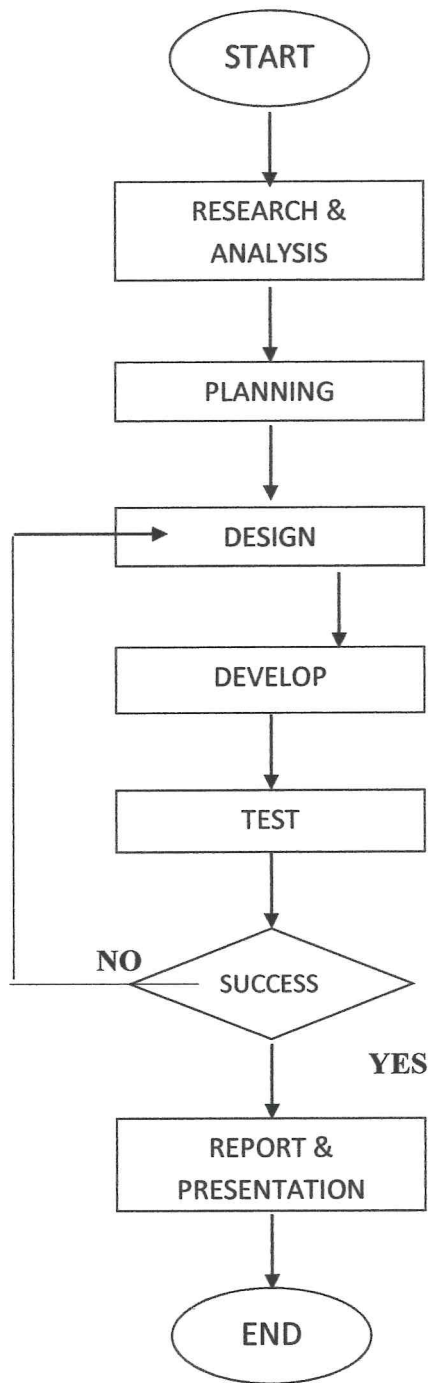 START
RESEARCH &
ANALYSIS
PLANNING
DESIGN
DEVELOP
TEST
NO
SUCCESS
YES
REPORT &
PRESENTATION
END